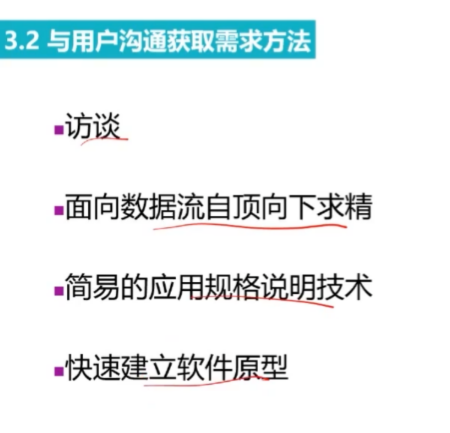 3.2 与用户沟通获取需求方法
▪访谈
▪面向数据流自顶向下求精
▪简易的应用规格说明技术
▪快速建立软件原型